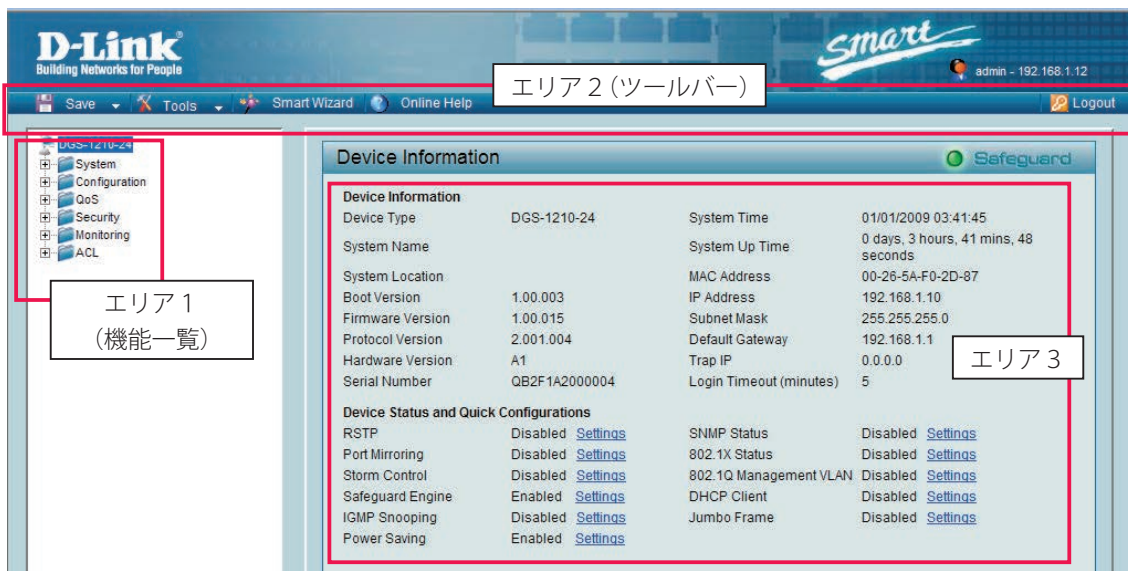 D-Link®
Building Networks for People
smart
admin - 192.168.1.12
エリア２（ツールバー）
Save
Tools
Smart Wizard
Online Help
Logout
DGS-1210-24
System
Configuration
QoS
Security
Monitoring
ACL
エリア１
（機能一覧）
Device Information
Safeguard
Device Information
Device Type DGS-1210-24 System Time 01/01/2009 03:41:45
System Name System Up Time 0 days, 3 hours, 41 mins, 48 seconds
System Location MAC Address 00-26-5A-F0-2D-87
Boot Version 1.00.003 IP Address 192.168.1.10
Firmware Version 1.00.015 Subnet Mask 255.255.255.0
Protocol Version 2.001.004 Default Gateway 192.168.1.1
Hardware Version A1 Trap IP 0.0.0.0
Serial Number QB2F1A2000004 Login Timeout (minutes) 5
エリア３
Device Status and Quick Configurations
RSTP Disabled Settings SNMP Status Disabled Settings
Port Mirroring Disabled Settings 802.1X Status Disabled Settings
Storm Control Disabled Settings 802.1Q Management VLAN Disabled Settings
Safeguard Engine Enabled Settings DHCP Client Disabled Settings
IGMP Snooping Disabled Settings Jumbo Frame Disabled Settings
Power Saving Enabled Settings